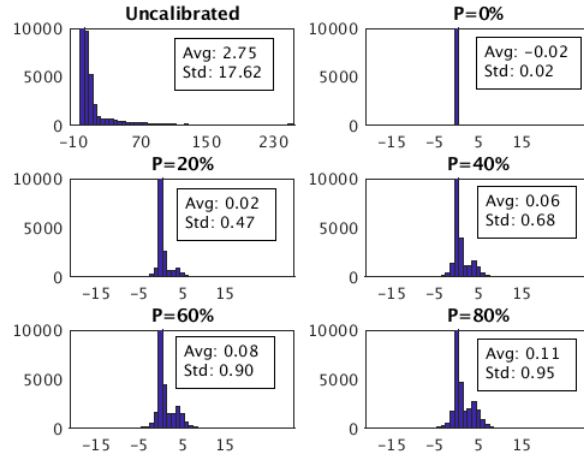 Uncalibrated
10000
5000
0
Avg: 2.75
Std: 17.62
-10 70 150 230
P=0%
10000
5000
0
Avg: -0.02
Std: 0.02
-15 -5 5 15
P=20%
10000
5000
0
Avg: 0.02
Std: 0.47
-15 -5 5 15
P=40%
10000
5000
0
Avg: 0.06
Std: 0.68
-15 -5 5 15
P=60%
10000
5000
0
Avg: 0.08
Std: 0.90
-15 -5 5 15
P=80%
10000
5000
0
Avg: 0.11
Std: 0.95
-15 -5 5 15